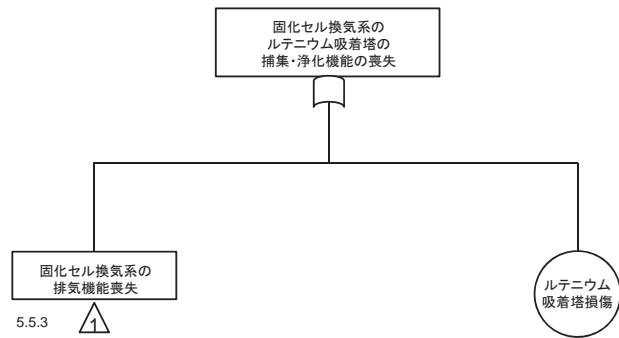 固化セル換気系の
ルテニウム吸着塔の
捕集・浄化機能の喪失
固化セル換気系の
排気機能喪失
5.5.3
1
ルテニウム
吸着塔損傷